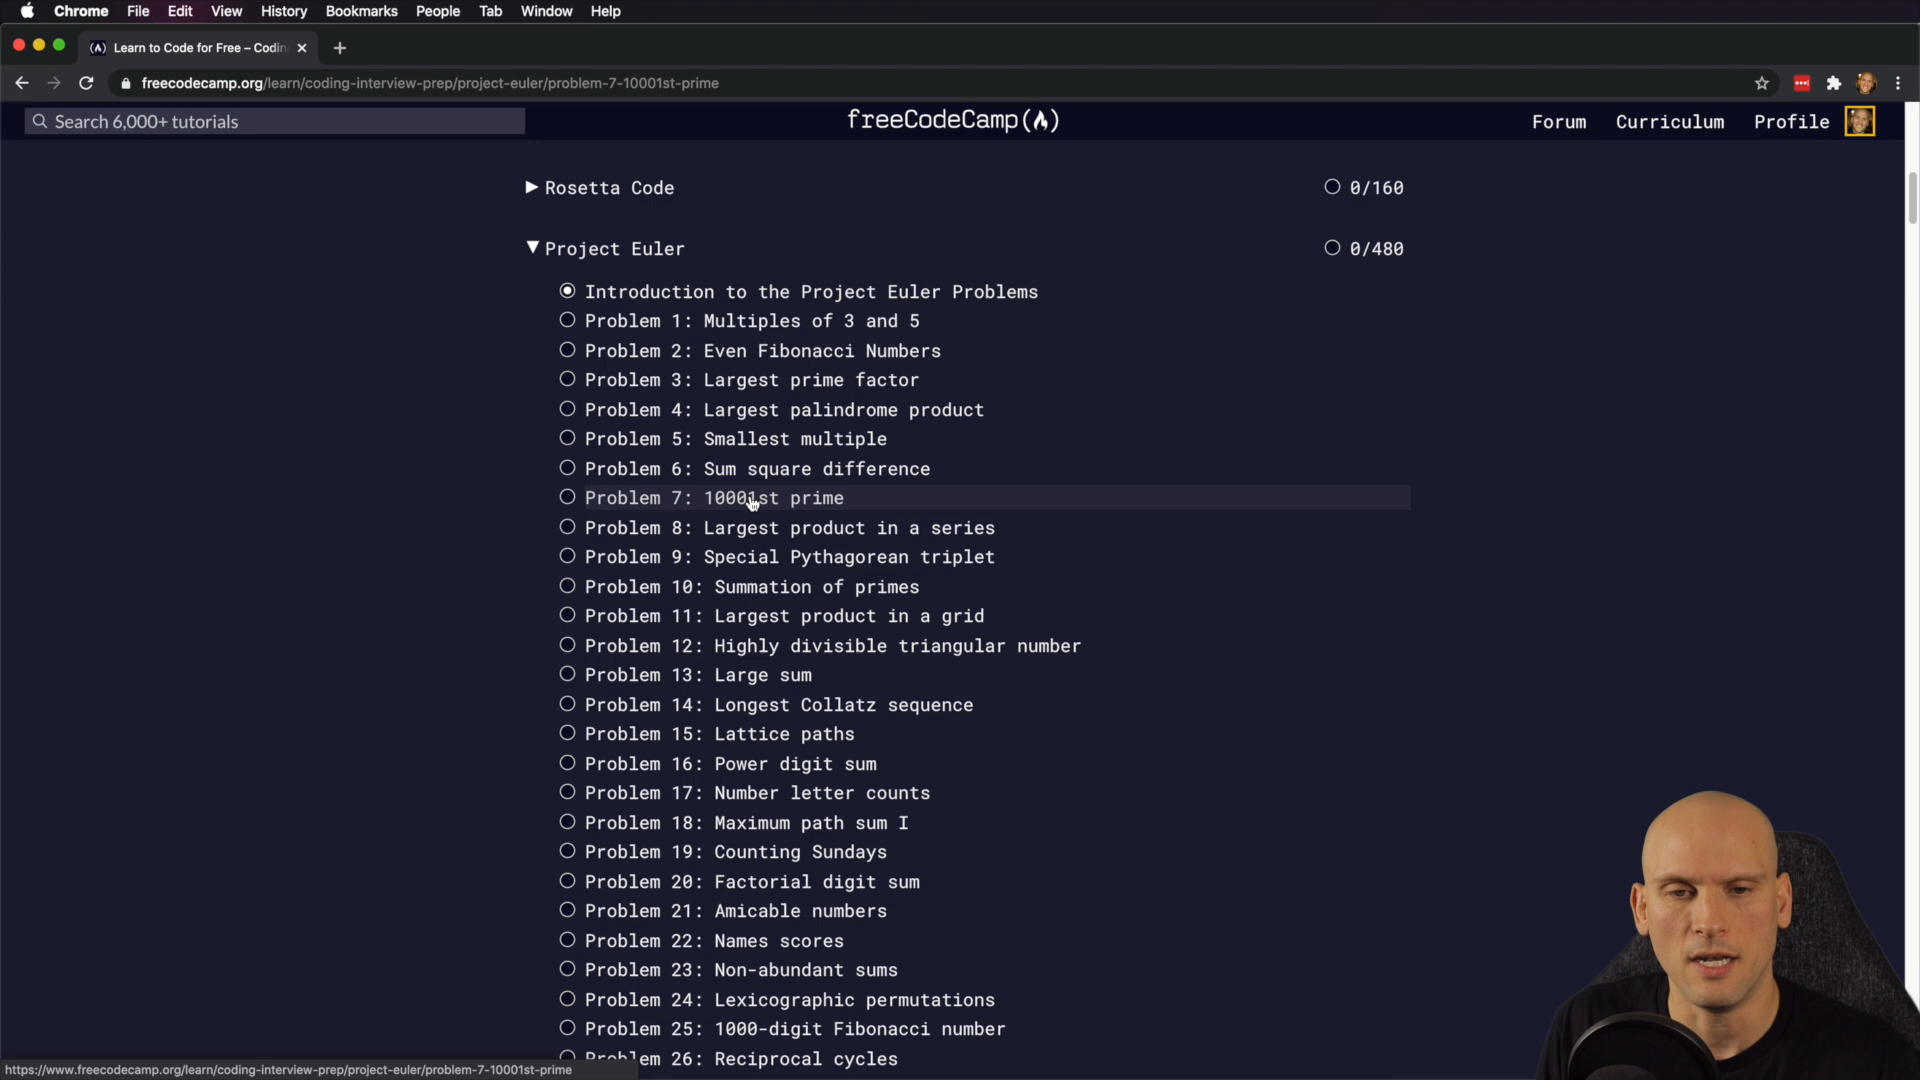 Chrome File Edit View History Bookmarks People Tab Window Help
(λ) Learn to Code for Free – Codin
freecodecamp.org/learn/coding-interview-prep/project-euler/problem-7-10001st-prime
Search 6,000+ tutorials
freeCodeCamp
Forum Curriculum Profile
Rosetta Code 0/160
Project Euler 0/480
Introduction to the Project Euler Problems
Problem 1: Multiples of 3 and 5
Problem 2: Even Fibonacci Numbers
Problem 3: Largest prime factor
Problem 4: Largest palindrome product
Problem 5: Smallest multiple
Problem 6: Sum square difference
Problem 7: 10001st prime
Problem 8: Largest product in a series
Problem 9: Special Pythagorean triplet
Problem 10: Summation of primes
Problem 11: Largest product in a grid
Problem 12: Highly divisible triangular number
Problem 13: Large sum
Problem 14: Longest Collatz sequence
Problem 15: Lattice paths
Problem 16: Power digit sum
Problem 17: Number letter counts
Problem 18: Maximum path sum I
Problem 19: Counting Sundays
Problem 20: Factorial digit sum
Problem 21: Amicable numbers
Problem 22: Names scores
Problem 23: Non-abundant sums
Problem 24: Lexicographic permutations
Problem 25: 1000-digit Fibonacci number
Problem 26: Reciprocal cycles
https://www.freecodecamp.org/learn/coding-interview-prep/project-euler/problem-7-10001st-prime